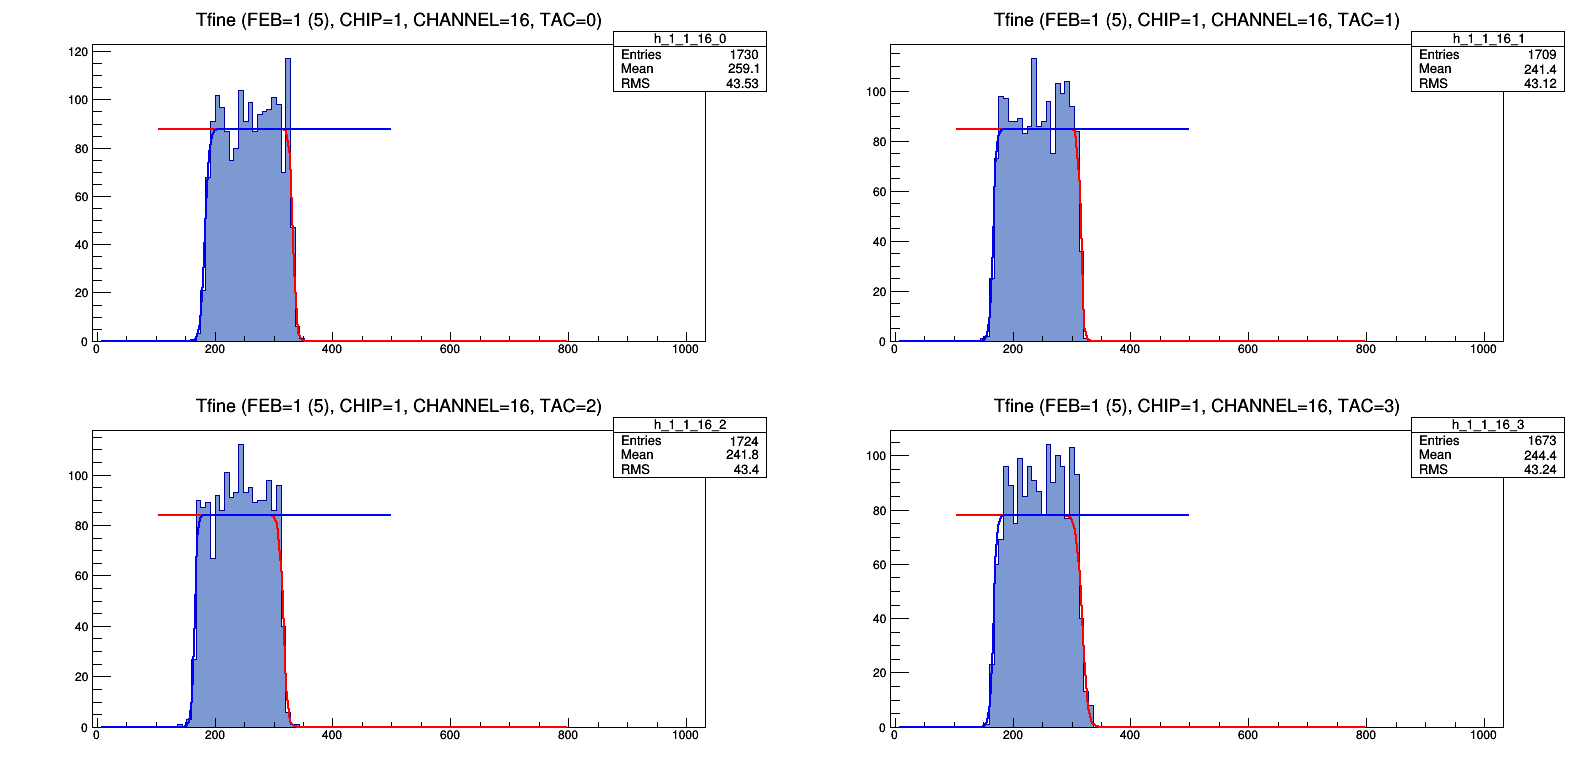 Tfine (FEB=1 (5), CHIP=1, CHANNEL=16, TAC=0)
h_1_1_16_0
Entries 1730
Mean 259.1
RMS 43.53
120
100
80
60
40
20
0
0 200 400 600 800 1000
Tfine (FEB=1 (5), CHIP=1, CHANNEL=16, TAC=1)
h_1_1_16_1
Entries 1709
Mean 241.4
RMS 43.12
100
80
60
40
20
0
0 200 400 600 800 1000
Tfine (FEB=1 (5), CHIP=1, CHANNEL=16, TAC=2)
h_1_1_16_2
Entries 1724
Mean 241.8
RMS 43.4
100
80
60
40
20
0
0 200 400 600 800 1000
Tfine (FEB=1 (5), CHIP=1, CHANNEL=16, TAC=3)
h_1_1_16_3
Entries 1673
Mean 244.4
RMS 43.24
100
80
60
40
20
0
0 200 400 600 800 1000